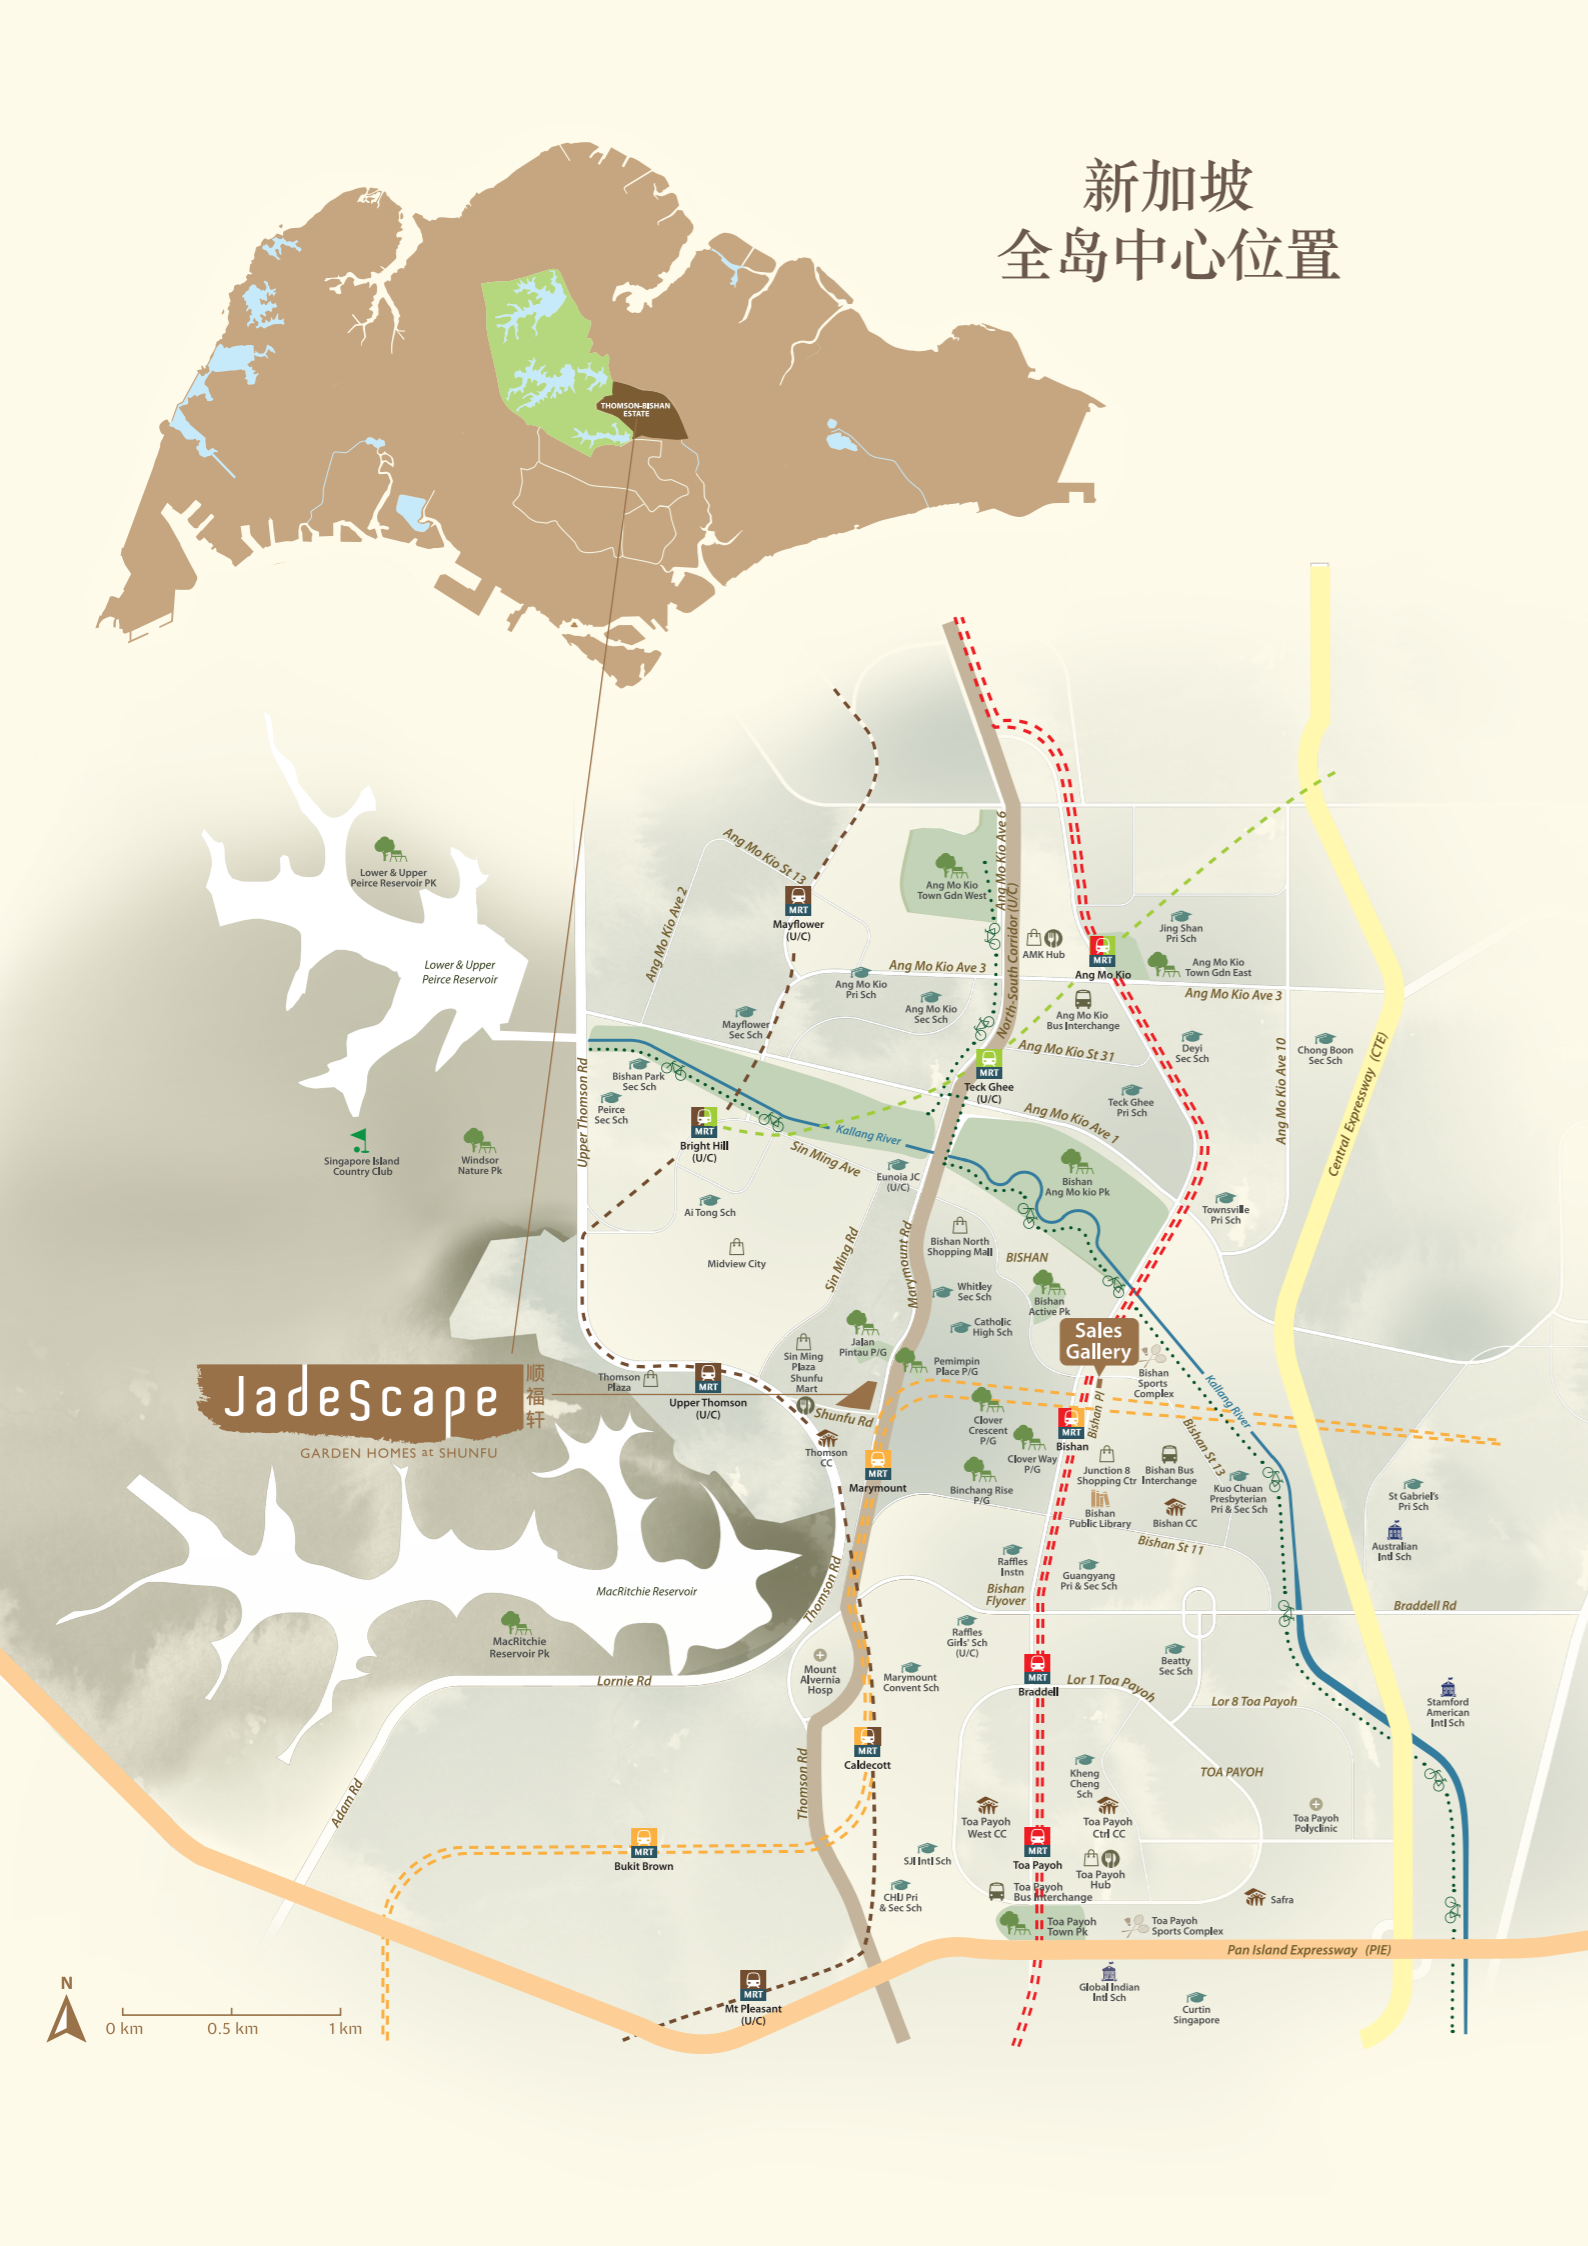 新加坡
全岛中心位置
THOMSON-BISHAN
ESTATE
Lower & Upper
Peirce Reservoir PK
Ang Mo Kio St 13
Ang Mo Kio Ave 2
MRT
Mayflower
(U/C)
Ang Mo Kio
Town Gdn West
Ang Mo Kio Ave 6
North-South Corridor (U/C)
AMK Hub
Jing Shan
Pri Sch
MRT
Ang Mo Kio
Ang Mo Kio
Town Gdn East
Lower & Upper
Peirce Reservoir
Ang Mo Kio Ave 3
Ang Mo Kio
Pri Sch
Ang Mo Kio
Sec Sch
Ang Mo Kio Ave 3
Ang Mo Kio
Bus Interchange
Mayflower
Sec Sch
Deyi
Sec Sch
Ang Mo Kio Ave 10
Chong Boon
Sec Sch
Central Expressway (CTE)
Ang Mo Kio St 31
Upper Thomson Rd
Bishan Park
Sec Sch
Peirce
Sec Sch
MRT
Teck Ghee
(U/C)
Teck Ghee
Pri Sch
Ang Mo Kio Ave 1
MRT
Bright Hill
(U/C)
Kallang River
Sin Ming Ave
Singapore Island
Country Club
Windsor
Nature Pk
Eunoia JC
(U/C)
Bishan
Ang Mo kio Pk
Ai Tong Sch
Townsville
Pri Sch
Midview City
Sin Ming Rd
Marymount Rd
Bishan North
Shopping Mall
BISHAN
Whitley
Sec Sch
Bishan
Active Pk
Catholic
High Sch
Sales
Gallery
Sin Ming
Plaza
Shunfu
Mart
Jalan
Pintau P/G
Pemimpin
Place P/G
Bishan
Sports
Complex
Kallang River
JadeScape
顺
福
轩
GARDEN HOMES at SHUNFU
Thomson
Plaza
MRT
Upper Thomson
(U/C)
Shunfu Rd
Thomson
CC
Clover
Crescent
P/G
Clover Way
P/G
MRT
Bishan
Bishan Pl
Bishan St 13
MRT
Marymount
Binchang Rise
P/G
Junction 8
Shopping Ctr
Bishan Bus
Interchange
Kuo Chuan
Presbyterian
Pri & Sec Sch
St Gabriel's
Pri Sch
Bishan
Public Library
Bishan CC
Bishan St 11
Australian
Intl Sch
Raffles
Instn
Guangyang
Pri & Sec Sch
MacRitchie Reservoir
Thomson Rd
Bishan
Flyover
Braddell Rd
MacRitchie
Reservoir Pk
Raffles
Girls' Sch
(U/C)
Lornie Rd
Mount
Alvernia
Hosp
Marymount
Convent Sch
MRT
Braddell
Beatty
Sec Sch
Lor 1 Toa Payoh
Lor 8 Toa Payoh
Stamford
American
Intl Sch
MRT
Caldecott
Adam Rd
Thomson Rd
Kheng
Cheng
Sch
TOA PAYOH
Toa Payoh
West CC
Toa Payoh
Ctrl CC
Toa Payoh
Polyclinic
MRT
Bukit Brown
SJI Intl Sch
MRT
Toa Payoh
Toa Payoh
Hub
CHIJ Pri
& Sec Sch
Toa Payoh
Bus Interchange
Safra
Toa Payoh
Town Pk
Toa Payoh
Sports Complex
Pan Island Expressway (PIE)
MRT
Mt Pleasant
(U/C)
Global Indian
Intl Sch
Curtin
Singapore
N
0 km
0.5 km
1 km